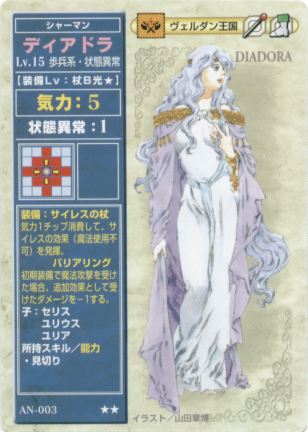 シャーマン
ディアドラ
Lv.15 歩兵系・状態異常
【装備Lv：杖B光★】
気力：5
状態異常：1
装備：サイレスの杖
気力1チップ消費して、サ
イレスの効果（魔法使用不
可）を発揮。
バリアリング
初期装備で魔法攻撃を受け
た場合、追加効果として受
けたダメージを−1する。
子：セリス
ユリウス
ユリア
所持スキル／能力
・見切り
AN-003
★★
ヴェルダン王国
DIADORA
イラスト／山田章博